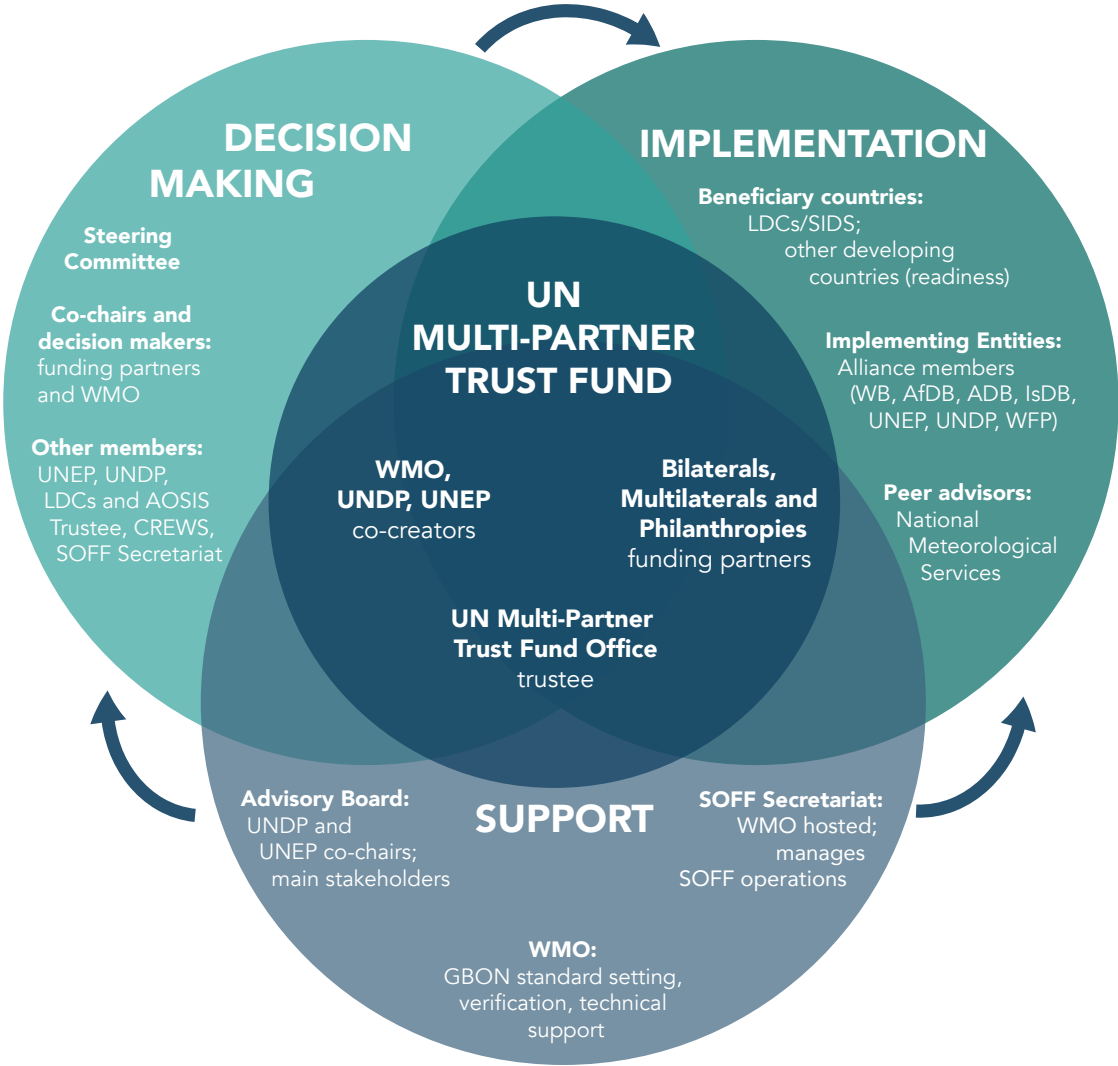 DECISION
MAKING
Steering
Committee
Co-chairs and
decision makers:
funding partners
and WMO
Other members:
UNEP, UNDP,
LDCs and AOSIS
Trustee, CREWS,
SOFF Secretariat
IMPLEMENTATION
Beneficiary countries:
LDCs/SIDS;
other developing
countries (readiness)
Implementing Entities:
Alliance members
(WB, AfDB, ADB, IsDB,
UNEP, UNDP, WFP)
Peer advisors:
National
Meteorological
Services
UN
MULTI-PARTNER
TRUST FUND
WMO,
UNDP, UNEP
co-creators
Bilaterals,
Multilaterals and
Philanthropies
funding partners
UN Multi-Partner
Trust Fund Office
trustee
SUPPORT
Advisory Board:
UNDP and
UNEP co-chairs;
main stakeholders
SOFF Secretariat:
WMO hosted;
manages
SOFF operations
WMO:
GBON standard setting,
verification, technical
support